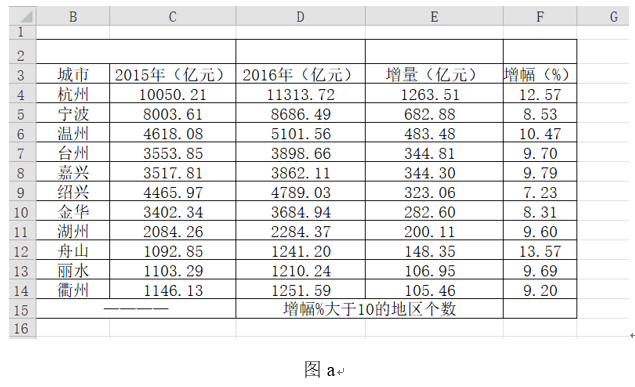 B C D E F G
1
2
3 城市 2015年（亿元） 2016年（亿元） 增量（亿元） 增幅（%）
4 杭州 10050.21 11313.72 1263.51 12.57
5 宁波 8003.61 8686.49 682.88 8.53
6 温州 4618.08 5101.56 483.48 10.47
7 台州 3553.85 3898.66 344.81 9.70
8 嘉兴 3517.81 3862.11 344.30 9.79
9 绍兴 4465.97 4789.03 323.06 7.23
10 金华 3402.34 3684.94 282.60 8.31
11 湖州 2084.26 2284.37 200.11 9.60
12 舟山 1092.85 1241.20 148.35 13.57
13 丽水 1103.29 1210.24 106.95 9.69
14 衢州 1146.13 1251.59 105.46 9.20
15 ———— 增幅%大于10的地区个数
16
图 a